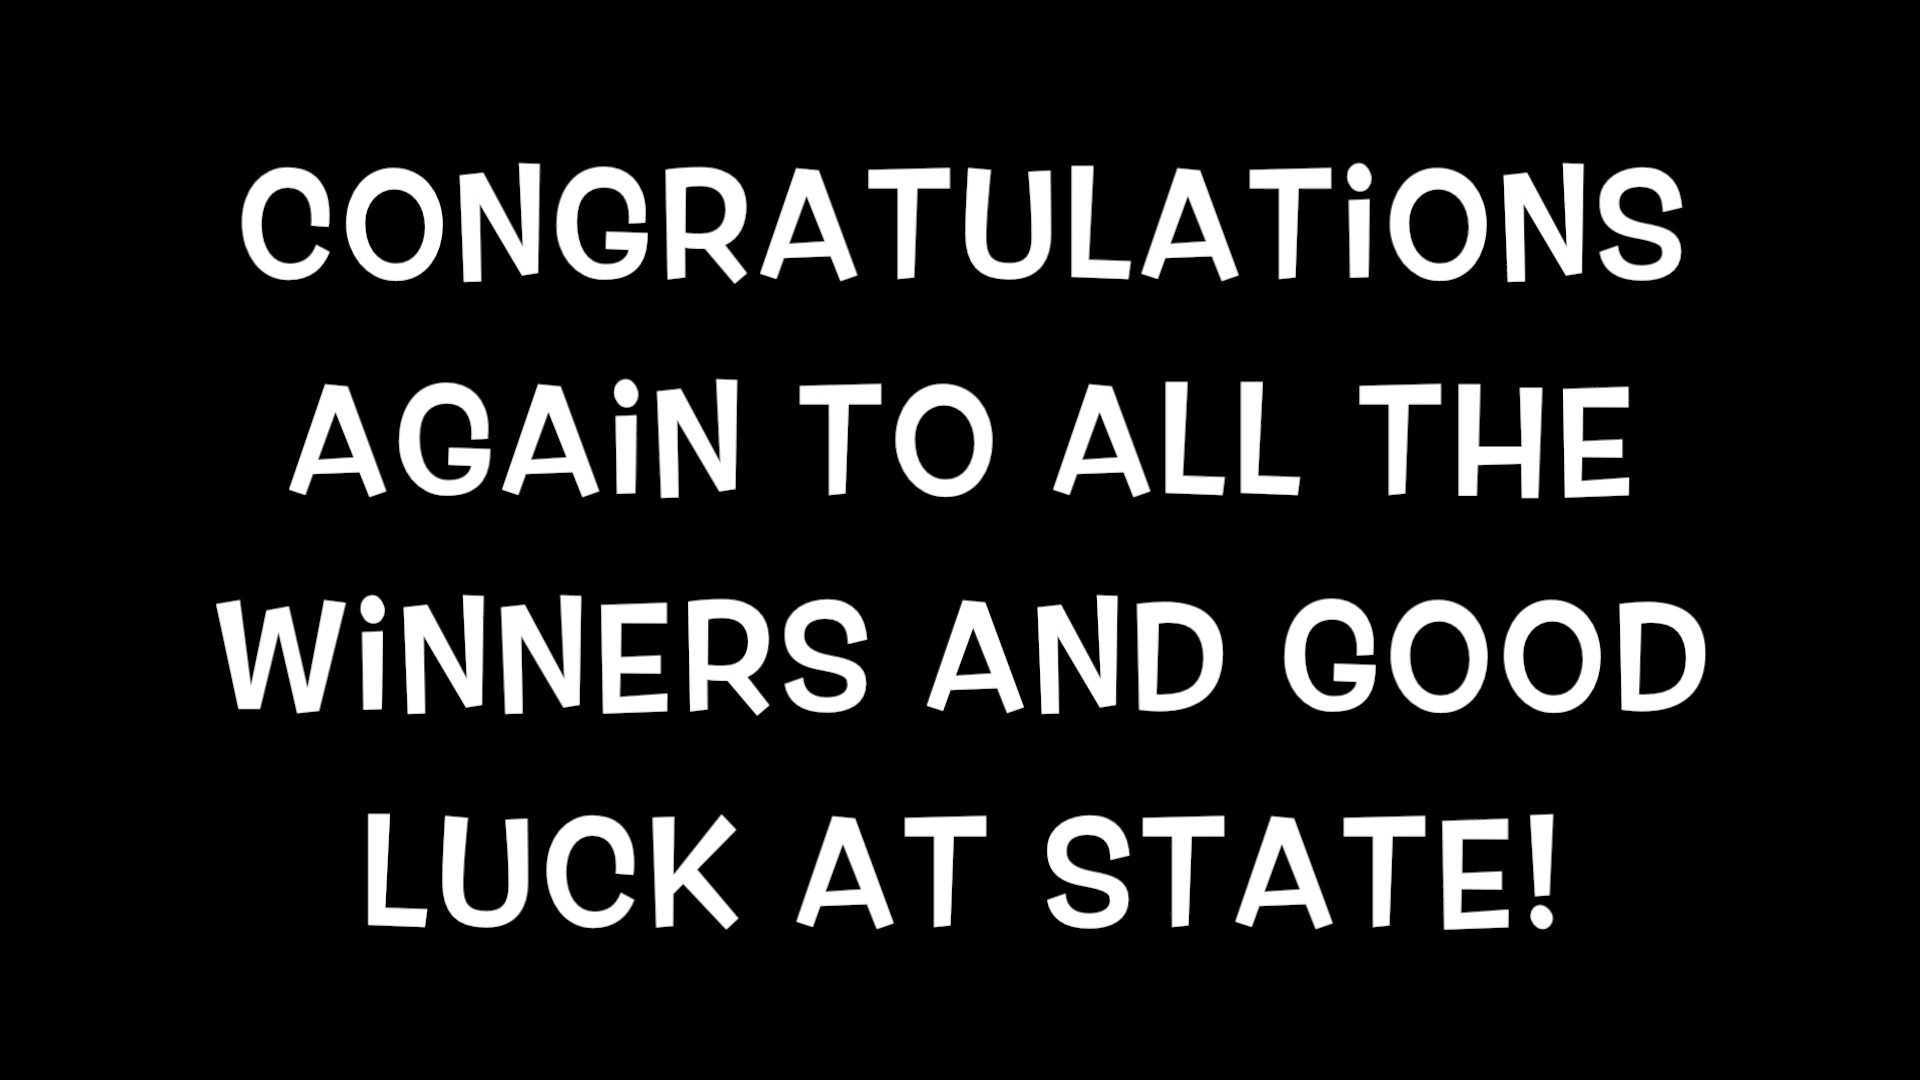 CONGRATULATiONS
AGAiN TO ALL THE
WiNNERS AND GOOD
LUCK AT STATE!